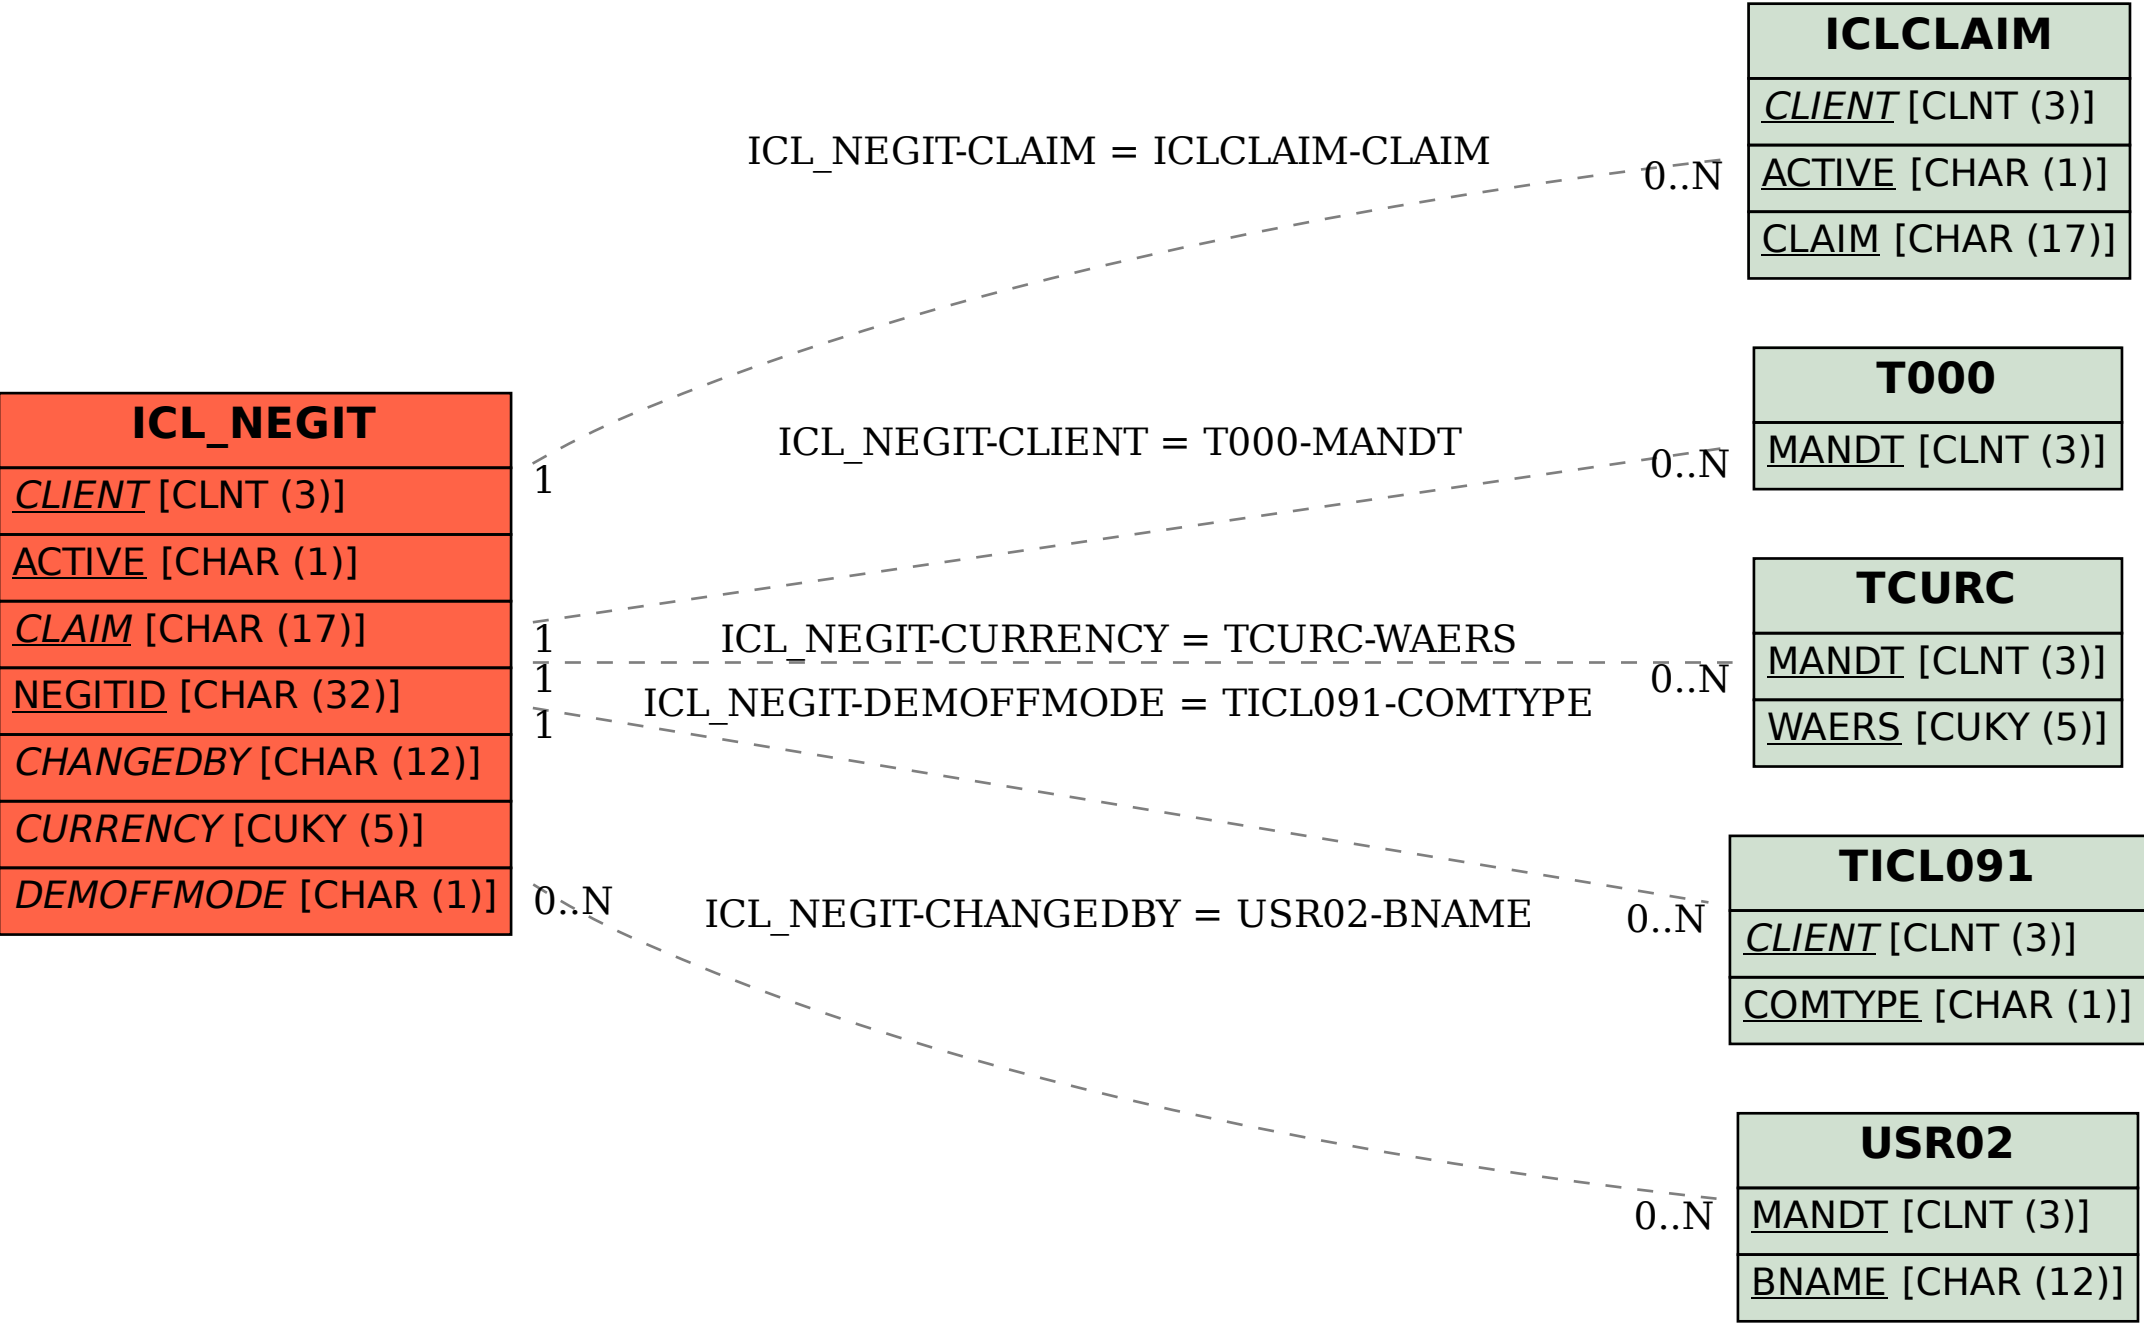 ICL_NEGIT
CLIENT [CLNT (3)]
ACTIVE [CHAR (1)]
CLAIM [CHAR (17)]
NEGITID [CHAR (32)]
CHANGEDBY [CHAR (12)]
CURRENCY [CUKY (5)]
DEMOFFMODE [CHAR (1)]
ICL_NEGIT-CLAIM = ICLCLAIM-CLAIM
0..N
1
ICL_NEGIT-CLIENT = T000-MANDT
0..N
1
ICL_NEGIT-CURRENCY = TCURC-WAERS
0..N
1
ICL_NEGIT-DEMOFFMODE = TICL091-COMTYPE
0..N
1
ICL_NEGIT-CHANGEDBY = USR02-BNAME
0..N
0..N
ICLCLAIM
CLIENT [CLNT (3)]
ACTIVE [CHAR (1)]
CLAIM [CHAR (17)]
T000
MANDT [CLNT (3)]
TCURC
MANDT [CLNT (3)]
WAERS [CUKY (5)]
TICL091
CLIENT [CLNT (3)]
COMTYPE [CHAR (1)]
USR02
MANDT [CLNT (3)]
BNAME [CHAR (12)]